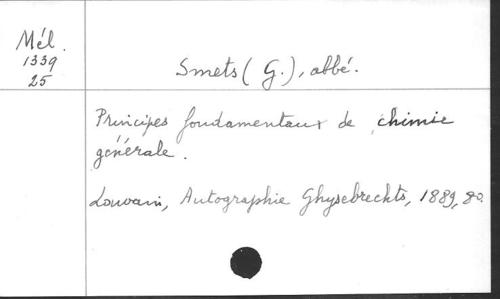 Mél.
1339
25
Smets (G.), abbé.
Principes fondamentaux de chimie
générale.
Louvain, Autographie Ghysebrechts, 1889, 8o.